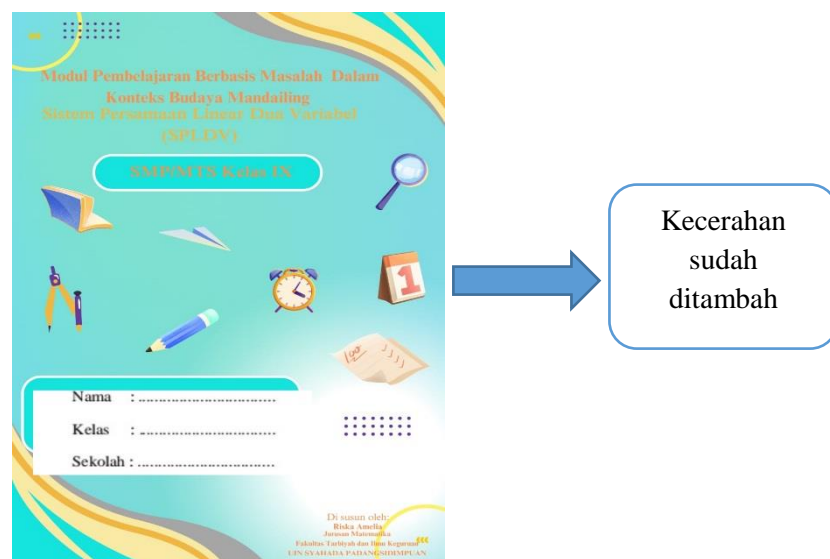 Modul Pembelajaran Berbasis Masalah Dalam
Konteks Budaya Mandailing
Sistem Persamaan Linear Dua Variabel
(SPLDV)
SMP/MTS Kelas IX
1
100
Nama : ..................................
Kelas : ..................................
Sekolah : ..................................
Di susun oleh:
Riska Amelia
Jurusan Matematika
Fakultas Tarbiyah dan Ilmu Keguruan
UIN SYAHADA PADANGSIDIMPUAN
Kecerahan
sudah
ditambah